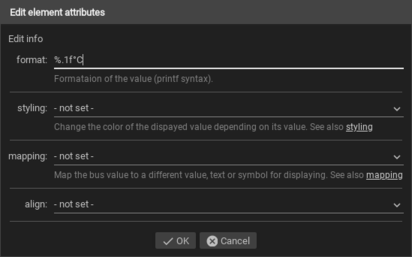 Edit element attributes
Edit info
format: %.1f°C
Formataion of the value (printf syntax).
styling: - not set -
Change the color of the dispayed value depending on its value. See also styling
mapping: - not set -
Map the bus value to a different value, text or symbol for displaying. See also mapping
align: - not set -
OK Cancel